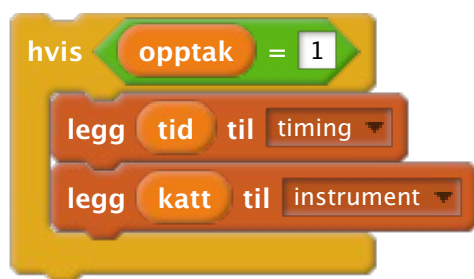 hvis opptak = 1
legg tid til timing
legg katt til instrument